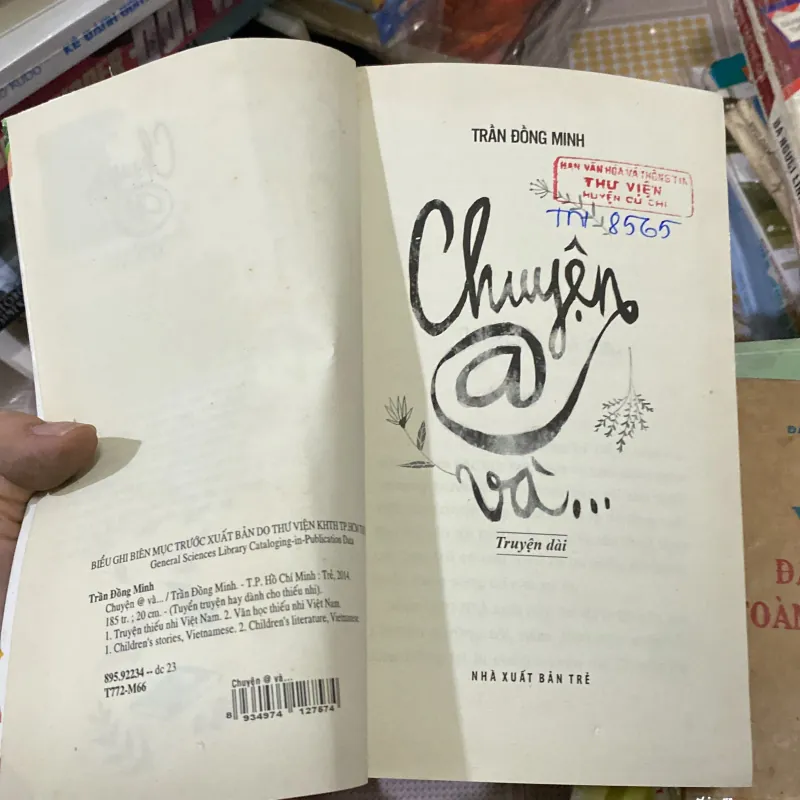 BIỂU GHI BIÊN MỤC TRƯỚC XUẤT BẢN DO THƯ VIỆN KHTH TP.HCM
General Sciences Library Cataloging-in-Publication Data
Trần Đồng Minh
Chuyện @ và... / Trần Đồng Minh. - T.P. Hồ Chí Minh : Trẻ, 2014.
185 tr. ; 20 cm. - (Tuyển truyện hay dành cho thiếu nhi).
1. Truyện thiếu nhi Việt Nam. 2. Văn học thiếu nhi Việt Nam.
1. Children's stories, Vietnamese. 2. Children's literature, Vietnamese.
895.92234 -- dc 23
T772-M66
Chuyện @ và...
8 934974 127674
TRẦN ĐỒNG MINH
BAN VĂN HOÁ VÀ THÔNG TIN
THƯ VIỆN
HUYỆN CỦ CHI
TN 8565
Chuyện
@
và...
Truyện dài
NHÀ XUẤT BẢN TRẺ